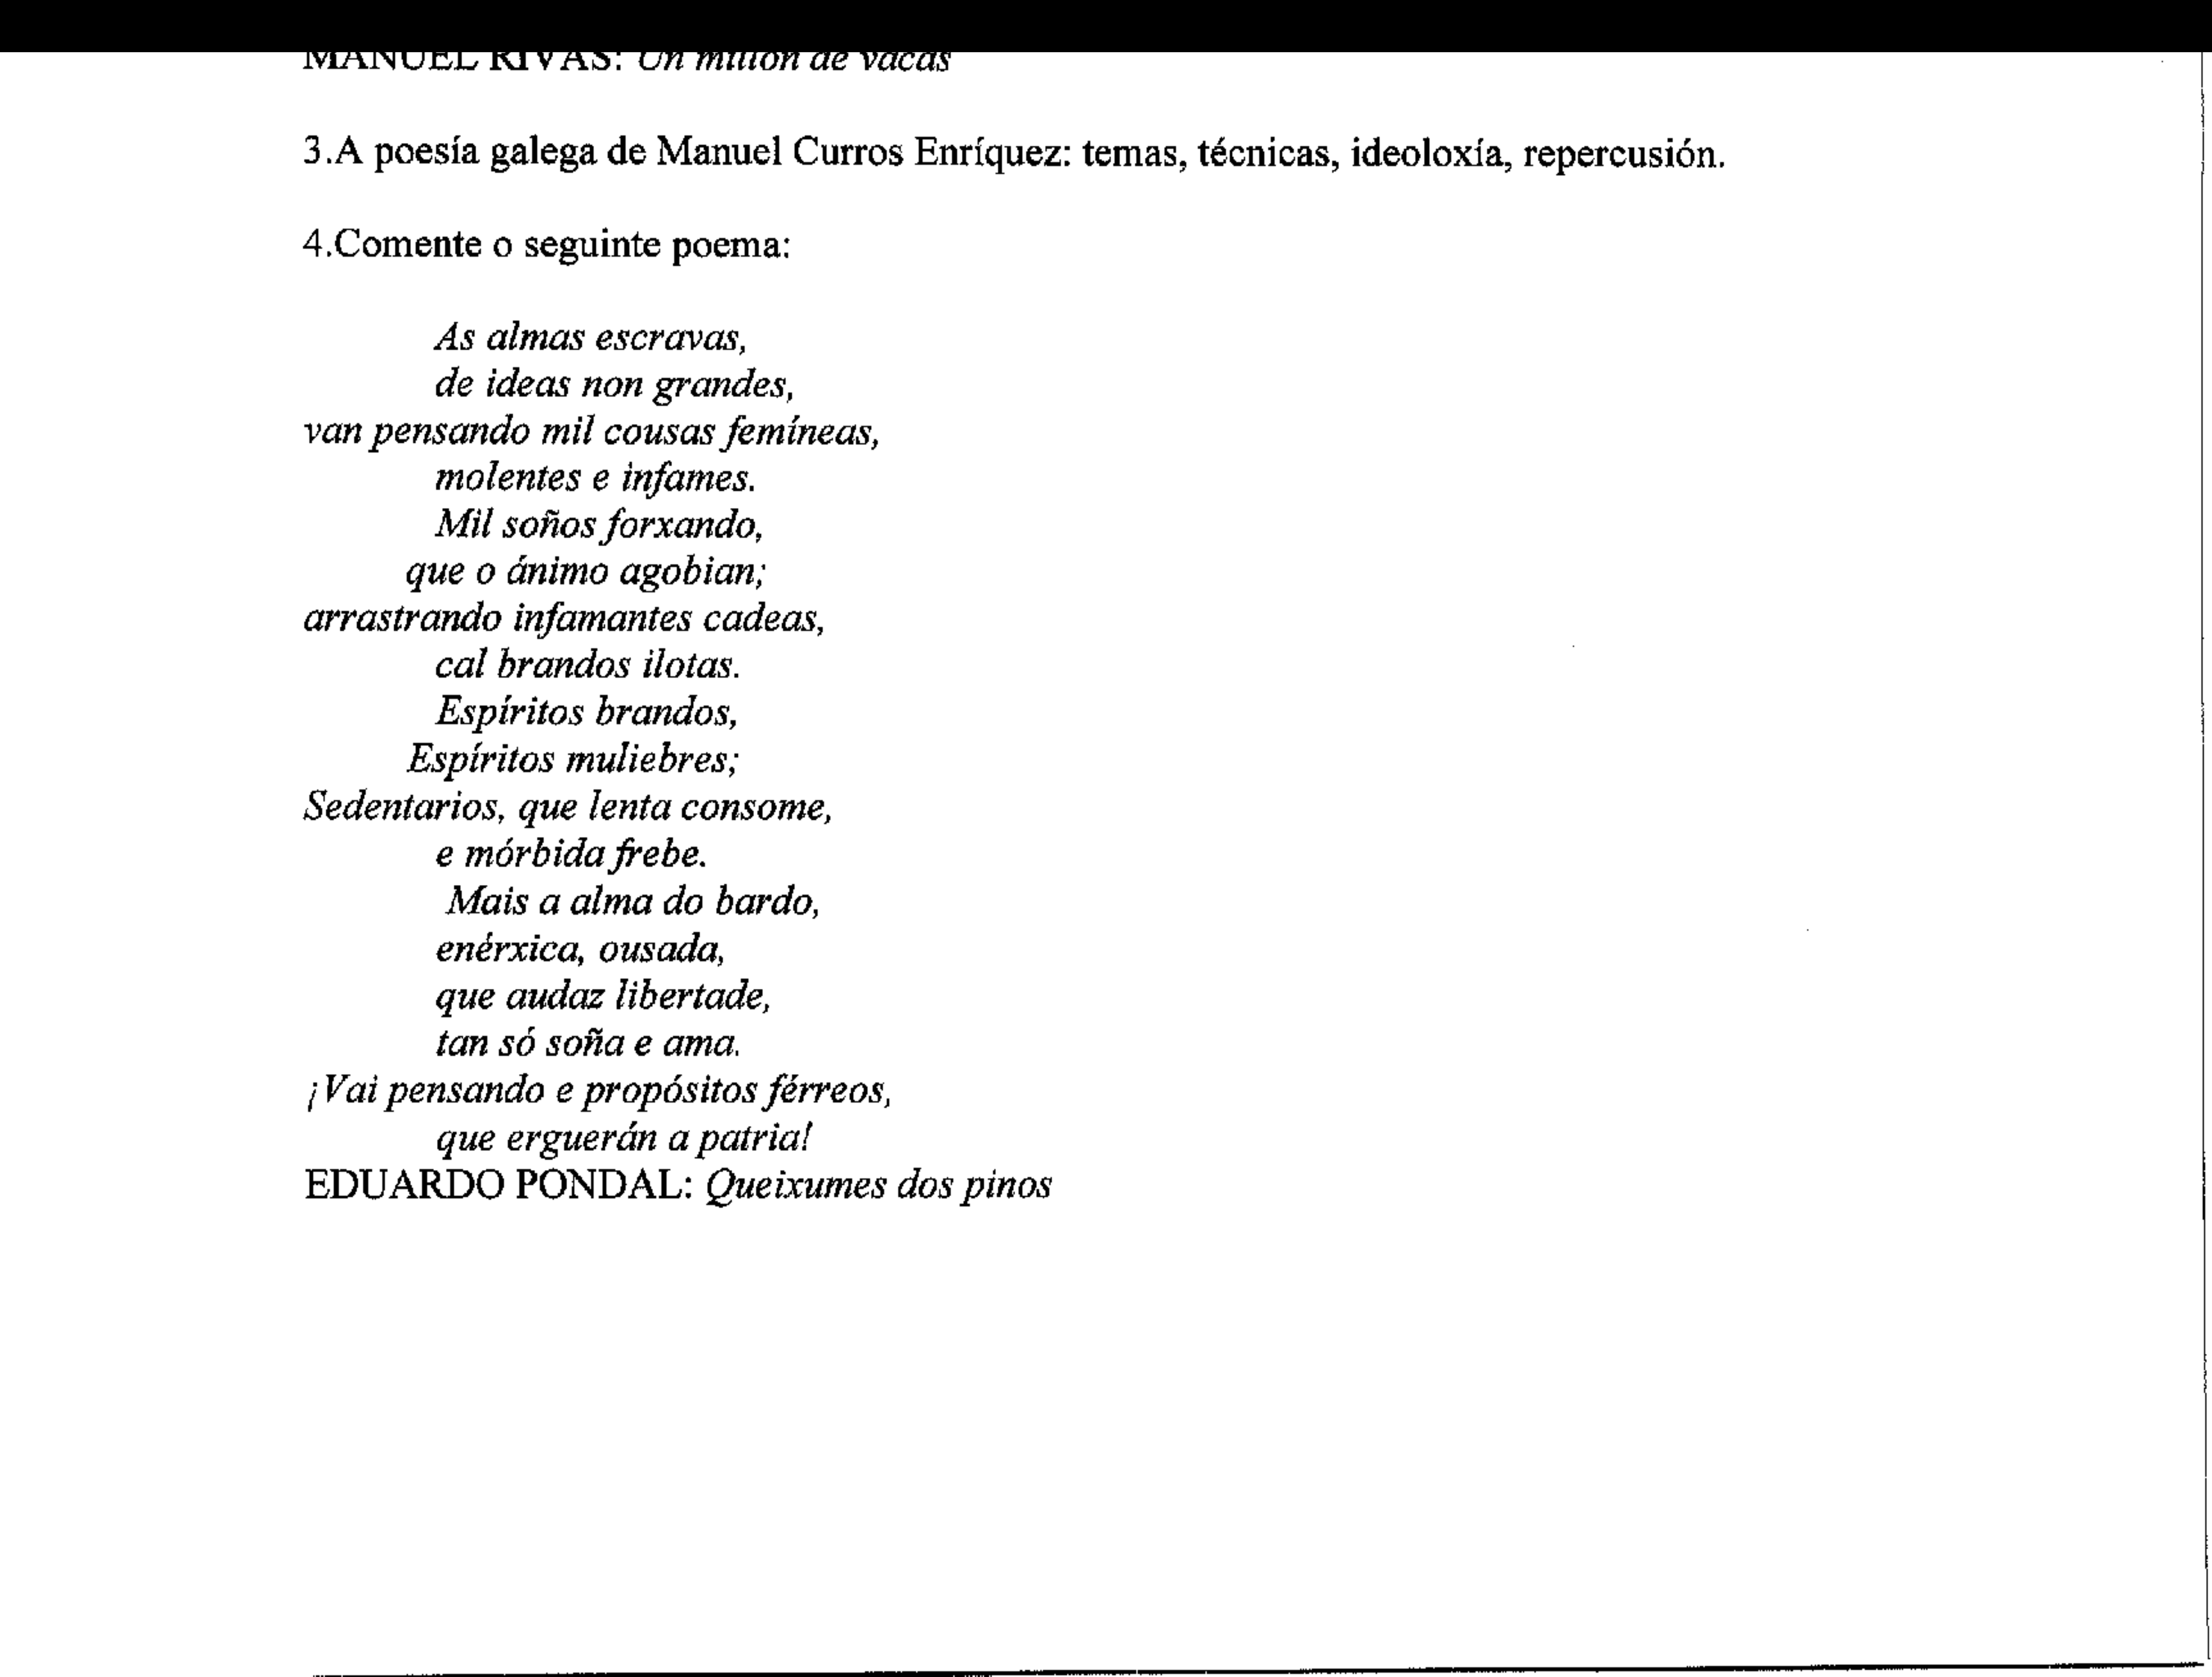 MANUEL RIVAS: Un millón de vacas
3.A poesía galega de Manuel Curros Enríquez: temas, técnicas, ideoloxía, repercusión.
4.Comente o seguinte poema:
As almas escravas,
de ideas non grandes,
van pensando mil cousas femíneas,
molentes e infames.
Mil soños forxando,
que o ánimo agobian;
arrastrando infamantes cadeas,
cal brandos ilotas.
Espíritos brandos,
Espíritos muliebres;
Sedentarios, que lenta consome,
e mórbida frebe.
Mais a alma do bardo,
enérxica, ousada,
que audaz libertade,
tan só soña e ama.
¡Vai pensando e propósitos férreos,
que erguerán a patria!
EDUARDO PONDAL: Queixumes dos pinos